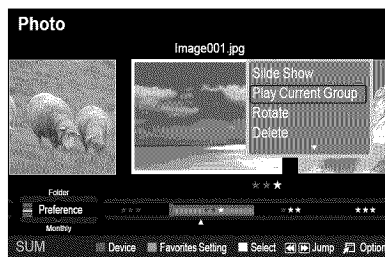 Photo
Image001.jpg
Slide Show
Play Current Group
Rotate
Delete
Folder
Preference
Monthly
SUM Device Favorites Setting Select Jump Option